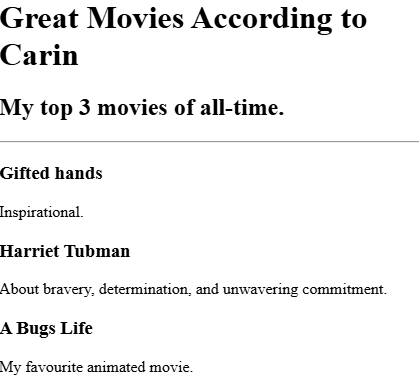 Great Movies According to
Carin
My top 3 movies of all-time.
Gifted hands
Inspirational.
Harriet Tubman
About bravery, determination, and unwavering commitment.
A Bugs Life
My favourite animated movie.